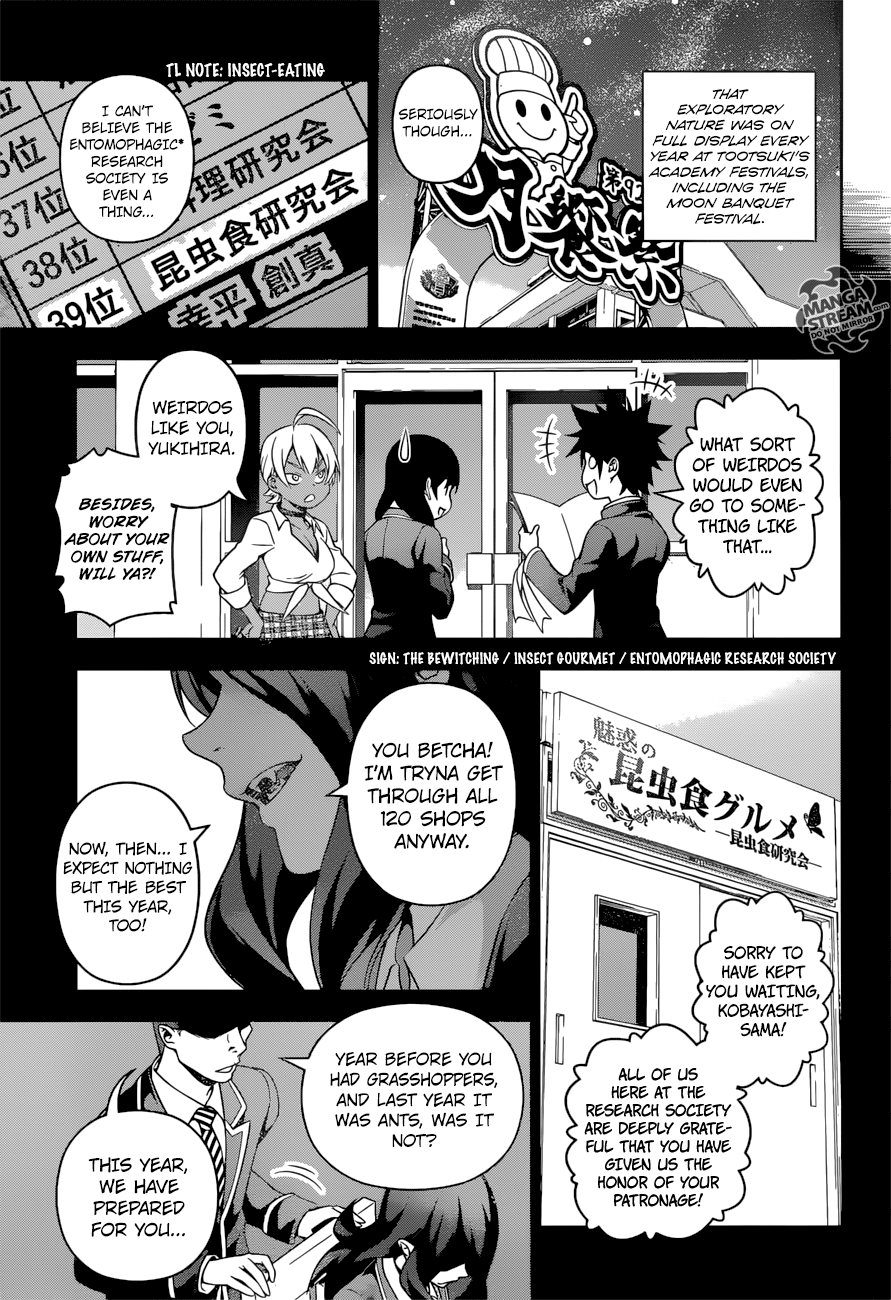 THAT
EXPLORATORY
NATURE WAS ON
FULL DISPLAY EVERY
YEAR AT TOOTSUKI'S
ACADEMY FESTIVALS,
INCLUDING THE
MOON BANQUET
FESTIVAL.
SERIOUSLY
THOUGH...
TL NOTE: INSECT-EATING
I CAN'T
BELIEVE THE
ENTOMOPHAGIC*
RESEARCH
SOCIETY IS
EVEN A
THING...
37位 理研究会
38位 昆虫食研究会
39位 幸平 創真
MANGA
STREAM.com
DO NOT MIRROR
WHAT SORT
OF WEIRDOS
WOULD EVEN
GO TO SOME-
THING LIKE
THAT...
WEIRDOS
LIKE YOU,
YUKIHIRA.
BESIDES,
WORRY
ABOUT YOUR
OWN STUFF,
WILL YA?!
SIGN: THE BEWITCHING / INSECT GOURMET / ENTOMOPHAGIC RESEARCH SOCIETY
魅惑の
昆虫食グルメ
—昆虫食研究会—
SORRY TO
HAVE KEPT
YOU WAITING,
KOBAYASHI-
SAMA!
ALL OF US
HERE AT THE
RESEARCH SOCIETY
ARE DEEPLY GRATE-
FUL THAT YOU HAVE
GIVEN US THE
HONOR OF YOUR
PATRONAGE!
YOU BETCHA!
I'M TRYNA GET
THROUGH ALL
120 SHOPS
ANYWAY.
NOW, THEN... I
EXPECT NOTHING
BUT THE BEST
THIS YEAR,
TOO!
YEAR BEFORE YOU
HAD GRASSHOPPERS,
AND LAST YEAR IT
WAS ANTS, WAS IT
NOT?
THIS YEAR,
WE HAVE
PREPARED
FOR YOU...